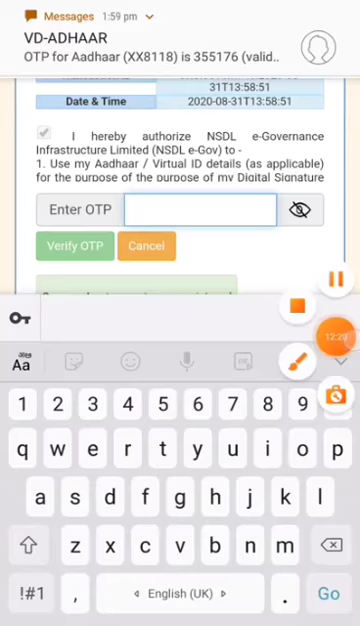 Messages 1:59 pm
VD-ADHAAR
OTP for Aadhaar (XX8118) is 355176 (valid..
31T13:58:51
Date & Time 2020-08-31T13:58:51
I hereby authorize NSDL e-Governance
Infrastructure Limited (NSDL e-Gov) to -
1. Use my Aadhaar / Virtual ID details (as applicable)
for the purpose of the purpose of my Digital Signature
Enter OTP
Verify OTP Cancel
12:20
Aa
1 2 3 4 5 6 7 8 9
q w e r t y u i o p
a s d f g h j k l
z x c v b n m
!#1 , English (UK) . Go